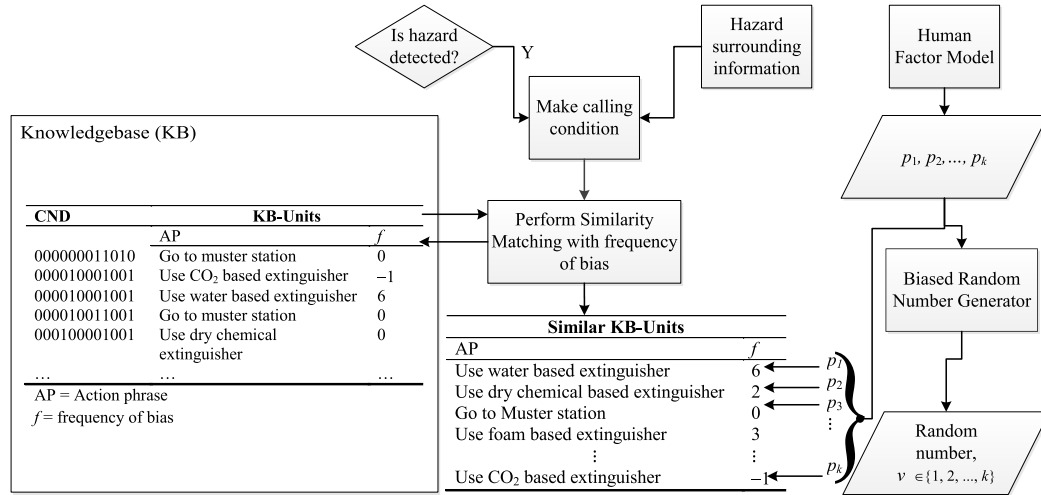 Is hazard
detected?
Y
Hazard
surrounding
information
Human
Factor Model
Make calling
condition
p1, p2,..., pk
Knowledgebase (KB)
CND KB-Units
AP f
000000011010 Go to muster station 0
000010001001 Use CO2 based extinguisher −1
000010001001 Use water based extinguisher 6
000010011001 Go to muster station 0
000100001001 Use dry chemical 0
extinguisher
... ... ...
AP = Action phrase
f = frequency of bias
Perform Similarity
Matching with frequency
of bias
Biased Random
Number Generator
Similar KB-Units
AP f
Use water based extinguisher 6 p1
Use dry chemical based extinguisher 2 p2
Go to Muster station 0 p3
Use foam based extinguisher 3 ⋮
⋮ ⋮
Use CO2 based extinguisher −1 pk
Random
number,
v ∈{1, 2, ..., k}